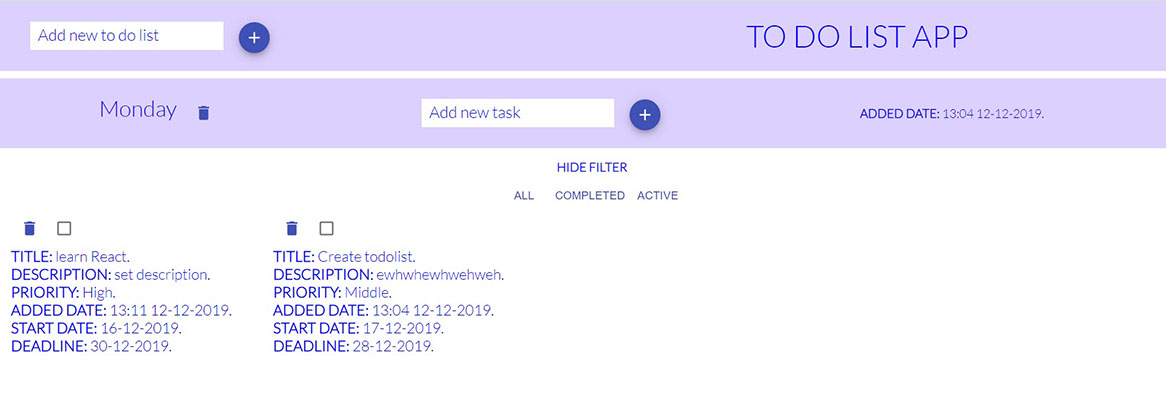 Add new to do list
TO DO LIST APP
Monday
Add new task
ADDED DATE: 13:04 12-12-2019.
HIDE FILTER
ALL COMPLETED ACTIVE
TITLE: learn React.
DESCRIPTION: set description.
PRIORITY: High.
ADDED DATE: 13:11 12-12-2019.
START DATE: 16-12-2019.
DEADLINE: 30-12-2019.
TITLE: Create todolist.
DESCRIPTION: ewhwhewhwehweh.
PRIORITY: Middle.
ADDED DATE: 13:04 12-12-2019.
START DATE: 17-12-2019.
DEADLINE: 28-12-2019.